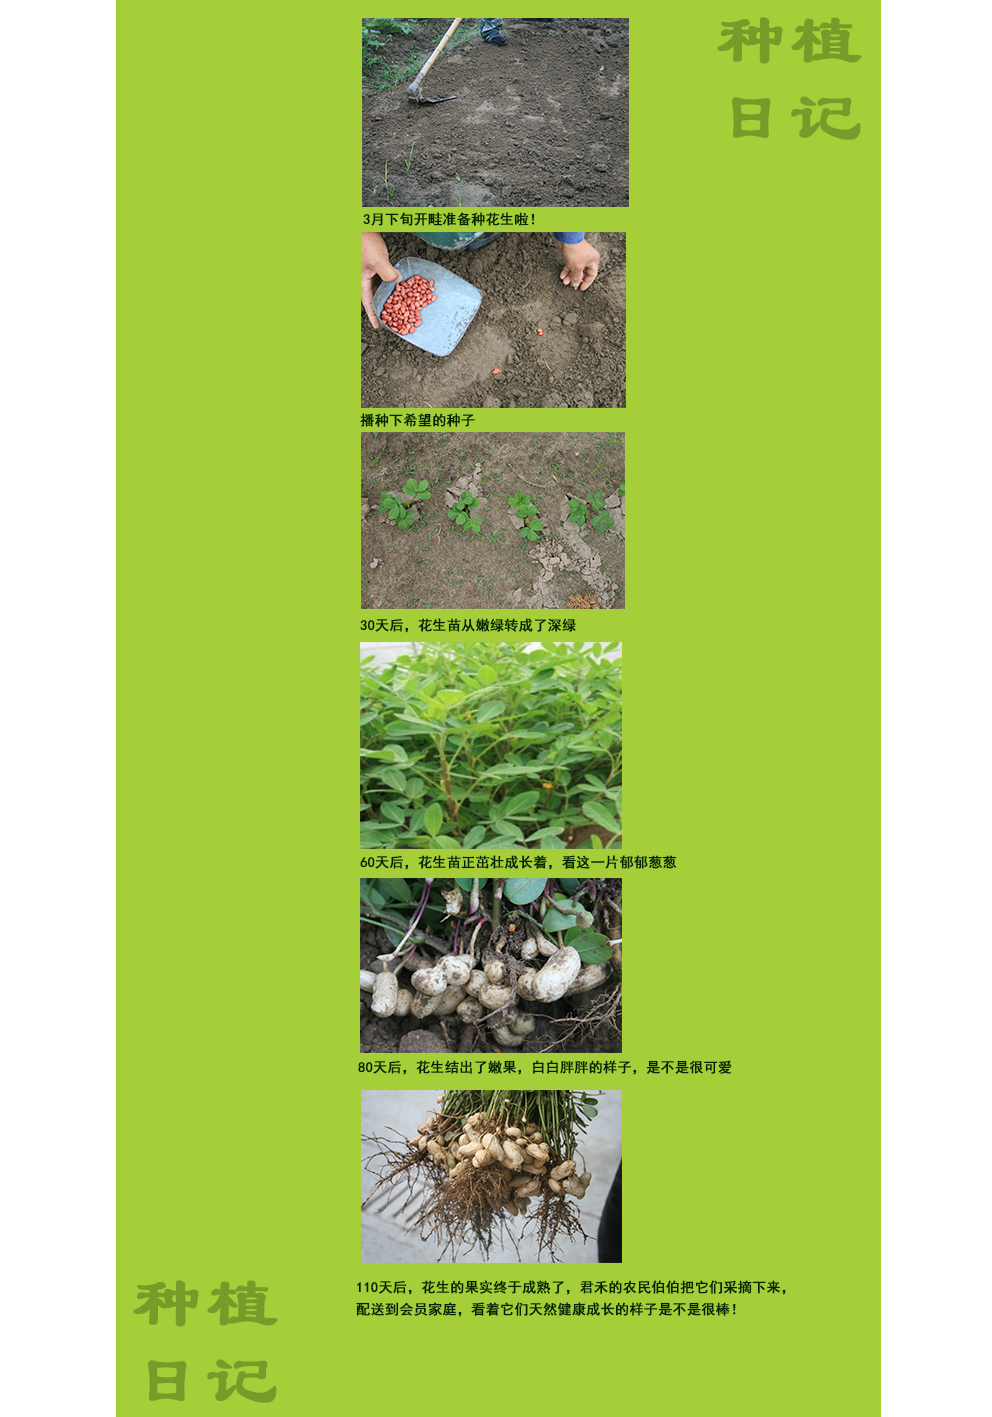 种植
日记
3月下旬开畦准备种花生啦！
播种下希望的种子
30天后，花生苗从嫩绿转成了深绿
60天后，花生苗正茁壮成长着，看这一片郁郁葱葱
80天后，花生结出了嫩果，白白胖胖的样子，是不是很可爱
110天后，花生的果实终于成熟了，君禾的农民伯伯把它们采摘下来，
配送到会员家庭，看着它们天然健康成长的样子是不是很棒！
种植
日记